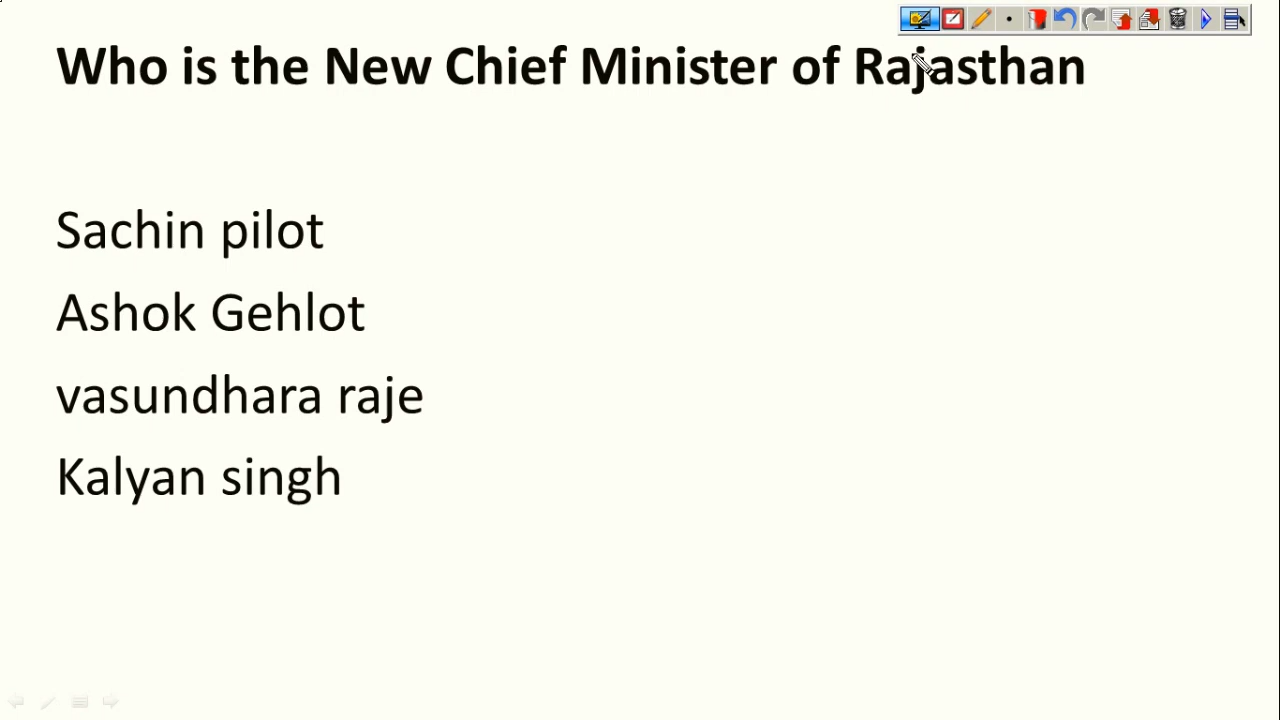 Who is the New Chief Minister of Rajasthan
Sachin pilot
Ashok Gehlot
vasundhara raje
Kalyan singh